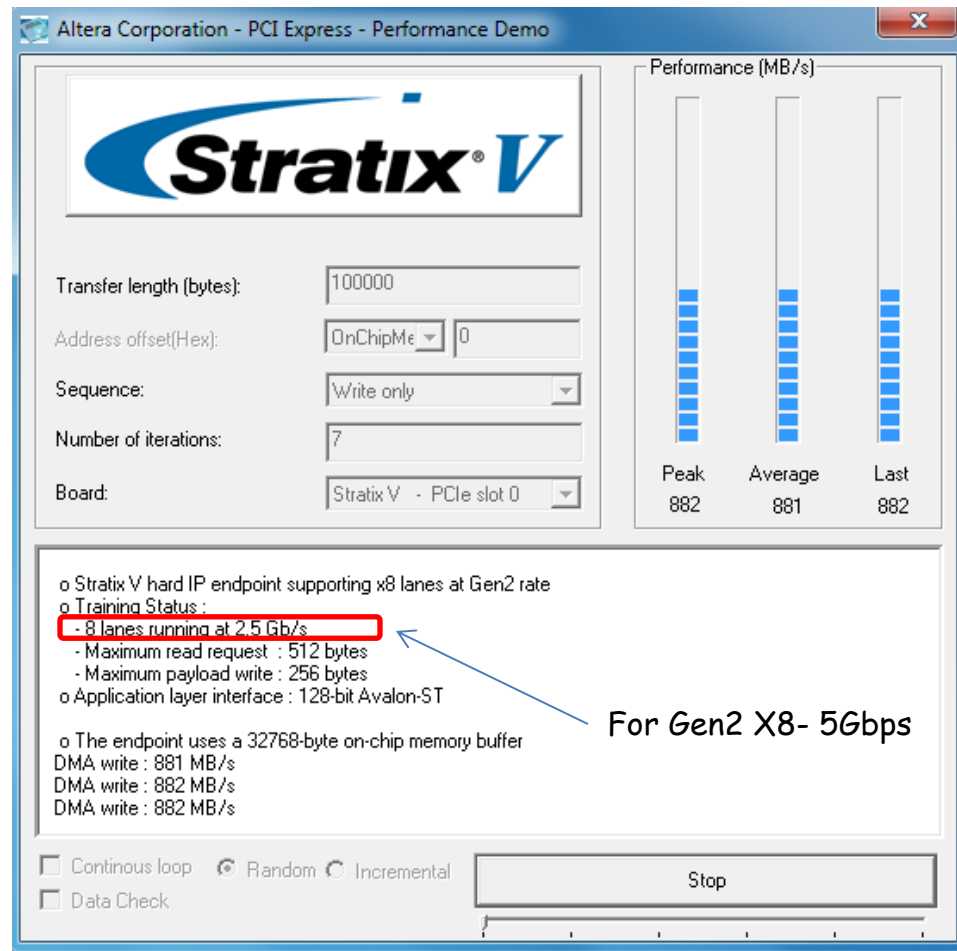 Altera Corporation - PCI Express - Performance Demo
Stratix® V
Transfer length (bytes):
100000
Address offset(Hex):
OnChipMe
0
Sequence:
Write only
Number of iterations:
7
Board:
Stratix V - PCIe slot 0
Performance (MB/s)
Peak Average Last
882 881 882
o Stratix V hard IP endpoint supporting x8 lanes at Gen2 rate
o Training Status :
- 8 lanes running at 2.5 Gb/s
- Maximum read request : 512 bytes
- Maximum payload write : 256 bytes
o Application layer interface : 128-bit Avalon-ST
For Gen2 X8- 5Gbps
o The endpoint uses a 32768-byte on-chip memory buffer
DMA write : 881 MB/s
DMA write : 882 MB/s
DMA write : 882 MB/s
Continous loop Random Incremental
Data Check
Stop